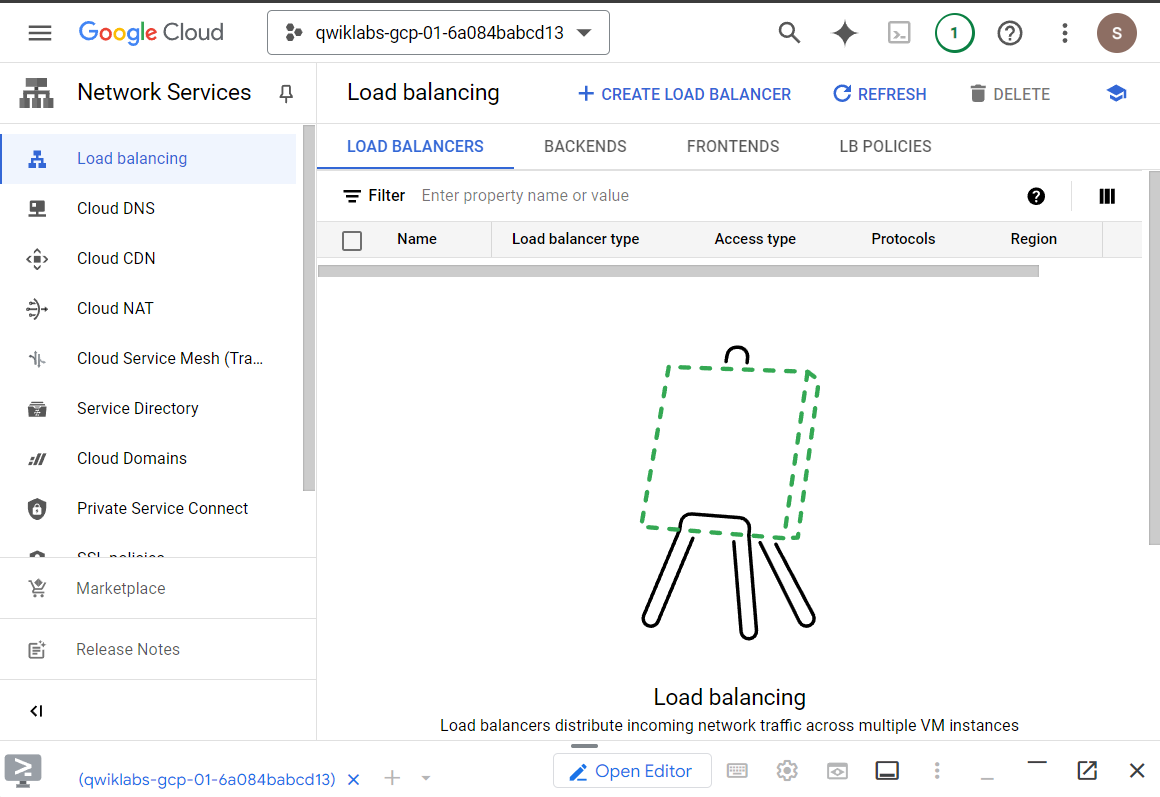 Google Cloud
qwiklabs-gcp-01-6a084babcd13
1
S
Network Services
Load balancing
CREATE LOAD BALANCER
REFRESH
DELETE
Load balancing
Cloud DNS
Cloud CDN
Cloud NAT
Cloud Service Mesh (Tra...
Service Directory
Cloud Domains
Private Service Connect
SSL policies
Marketplace
Release Notes
LOAD BALANCERS
BACKENDS
FRONTENDS
LB POLICIES
Filter Enter property name or value
Name
Load balancer type
Access type
Protocols
Region
Load balancing
Load balancers distribute incoming network traffic across multiple VM instances
(qwiklabs-gcp-01-6a084babcd13)
Open Editor